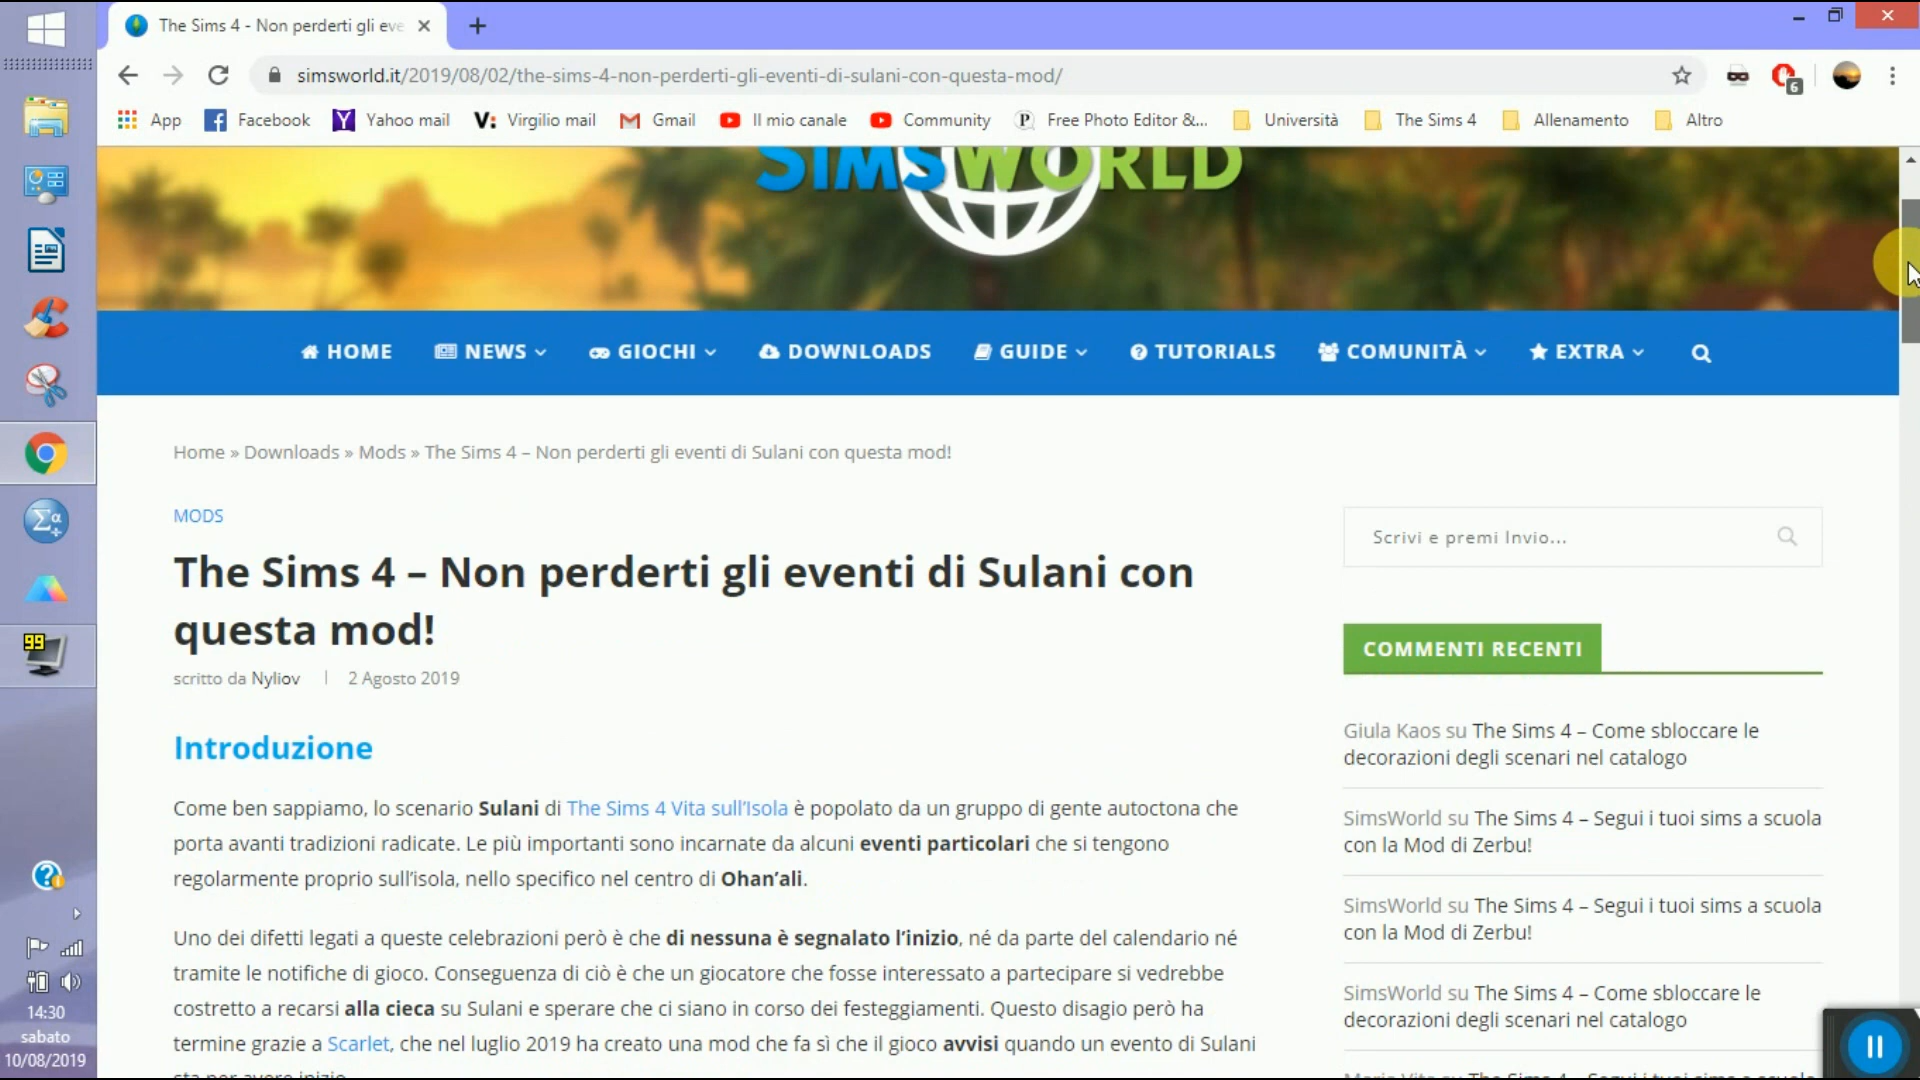 The Sims 4 - Non perderti gli eve
simsworld.it/2019/08/02/the-sims-4-non-perderti-gli-eventi-di-sulani-con-questa-mod/
6
App Facebook Yahoo mail Virgilio mail Gmail Il mio canale Community Free Photo Editor &... Università The Sims 4 Allenamento Altro
SIMSWORLD
HOME NEWS GIOCHI DOWNLOADS GUIDE TUTORIALS COMUNITÀ EXTRA
Home » Downloads » Mods » The Sims 4 – Non perderti gli eventi di Sulani con questa mod!
MODS
The Sims 4 – Non perderti gli eventi di Sulani con
questa mod!
scritto da Nyliov | 2 Agosto 2019
Introduzione
Come ben sappiamo, lo scenario Sulani di The Sims 4 Vita sull'Isola è popolato da un gruppo di gente autoctona che
porta avanti tradizioni radicate. Le più importanti sono incarnate da alcuni eventi particolari che si tengono
regolarmente proprio sull'isola, nello specifico nel centro di Ohan'ali.
Uno dei difetti legati a queste celebrazioni però è che di nessuna è segnalato l'inizio, né da parte del calendario né
tramite le notifiche di gioco. Conseguenza di ciò è che un giocatore che fosse interessato a partecipare si vedrebbe
costretto a recarsi alla cieca su Sulani e sperare che ci siano in corso dei festeggiamenti. Questo disagio però ha
termine grazie a Scarlet, che nel luglio 2019 ha creato una mod che fa sì che il gioco avvisi quando un evento di Sulani
sta per avere inizio.
Scrivi e premi Invio...
COMMENTI RECENTI
Giula Kaos su The Sims 4 – Come sbloccare le
decorazioni degli scenari nel catalogo
SimsWorld su The Sims 4 – Segui i tuoi sims a scuola
con la Mod di Zerbu!
SimsWorld su The Sims 4 – Segui i tuoi sims a scuola
con la Mod di Zerbu!
SimsWorld su The Sims 4 – Come sbloccare le
decorazioni degli scenari nel catalogo
99
14:30
sabato
10/08/2019